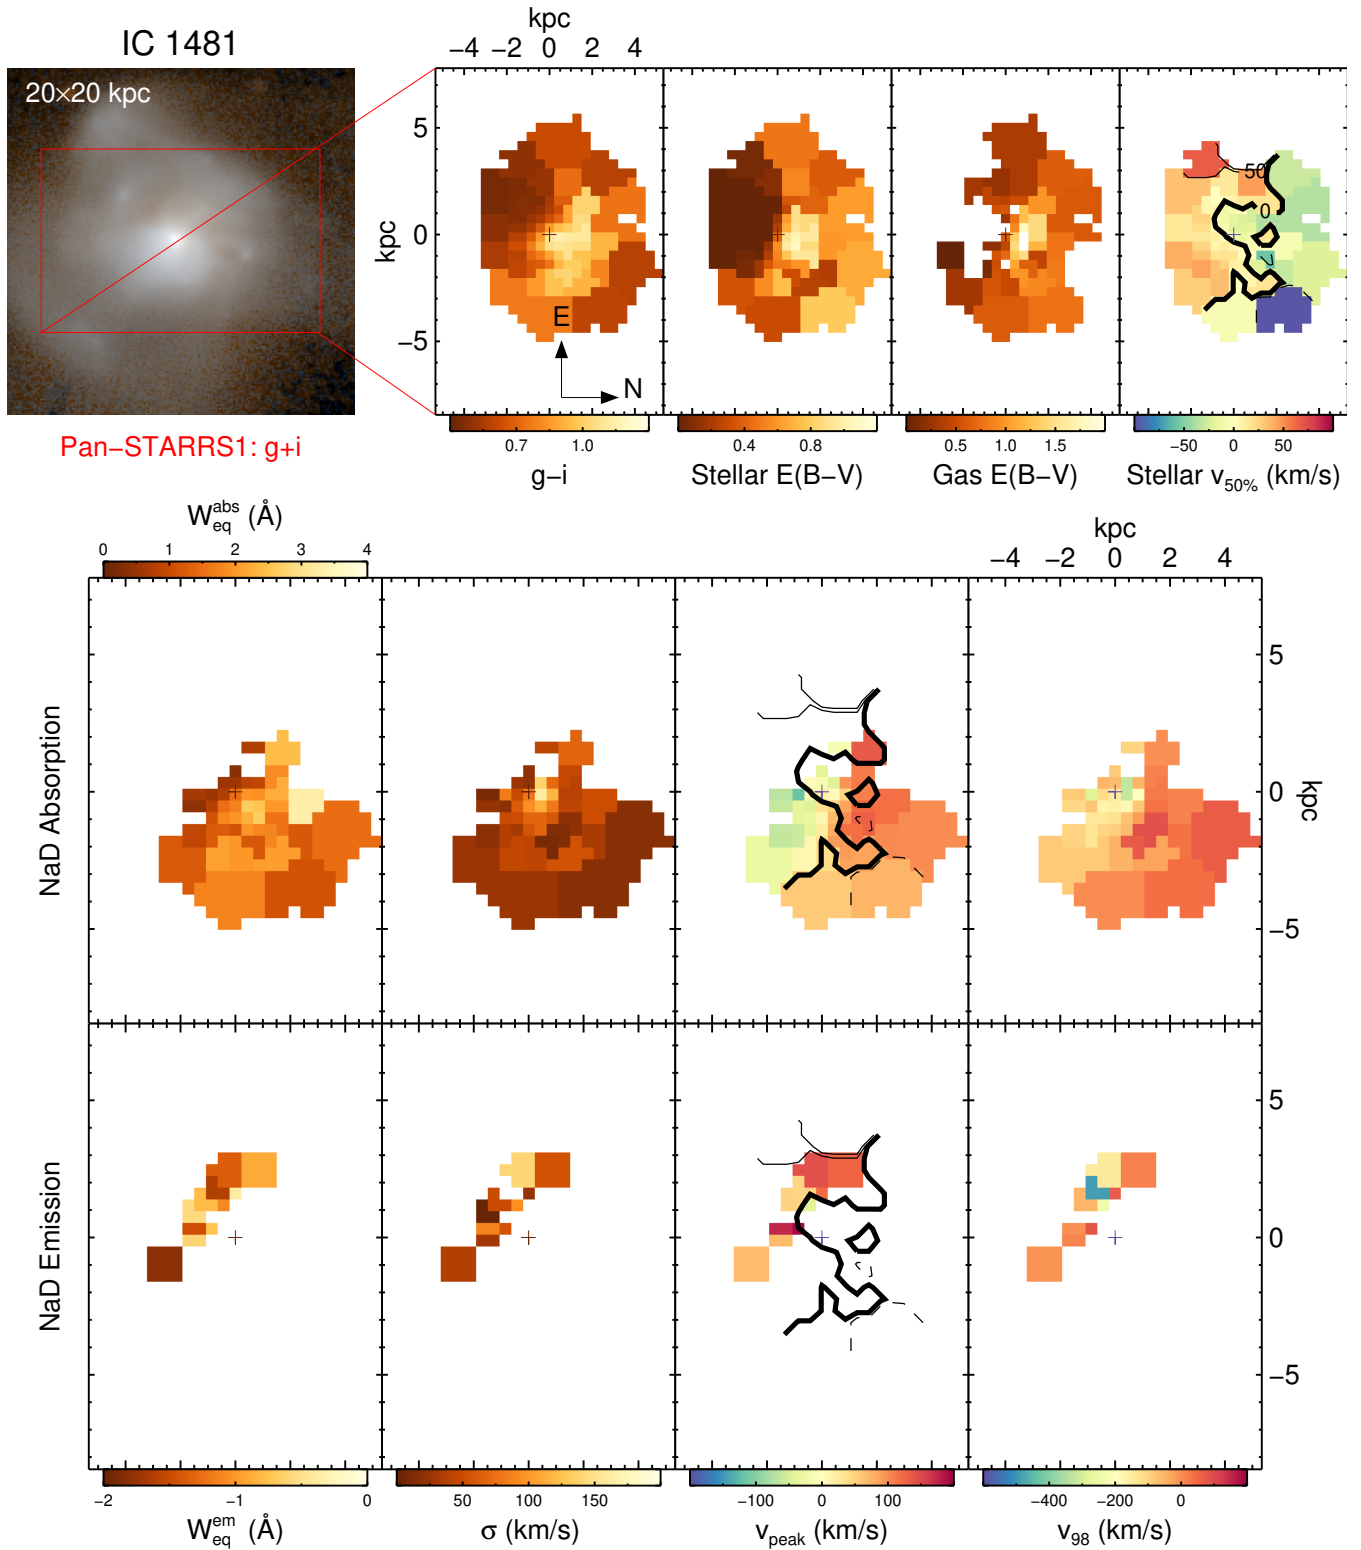 IC 1481
20×20 kpc
Pan−STARRS1: g+i
kpc
−4 −2 0 2 4
kpc
5
0
−5
E
N
50
0
0.7 1.0
g−i
0.4 0.8
Stellar E(B−V)
0.5 1.0 1.5
Gas E(B−V)
−50 0 50
Stellar v50% (km/s)
Weq^abs (Å)
0 1 2 3 4
kpc
−4 −2 0 2 4
NaD Absorption
5
0
−5
kpc
NaD Emission
5
0
−5
−2 −1 0
Weq^em (Å)
50 100 150
σ (km/s)
−100 0 100
vpeak (km/s)
−400 −200 0
v98 (km/s)